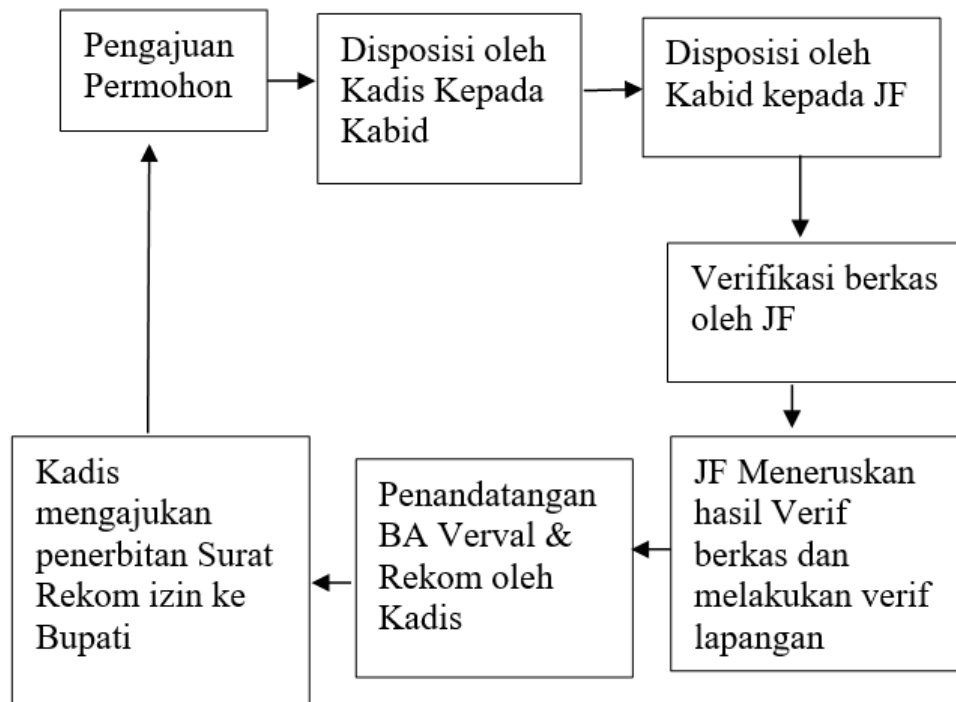 Pengajuan
Permohon
Disposisi oleh
Kadis Kepada
Kabid
Disposisi oleh
Kabid kepada JF
Verifikasi berkas
oleh JF
JF Meneruskan
hasil Verif
berkas dan
melakukan verif
lapangan
Penandatangan
BA Verval &
Rekom oleh
Kadis
Kadis
mengajukan
penerbitan Surat
Rekom izin ke
Bupati